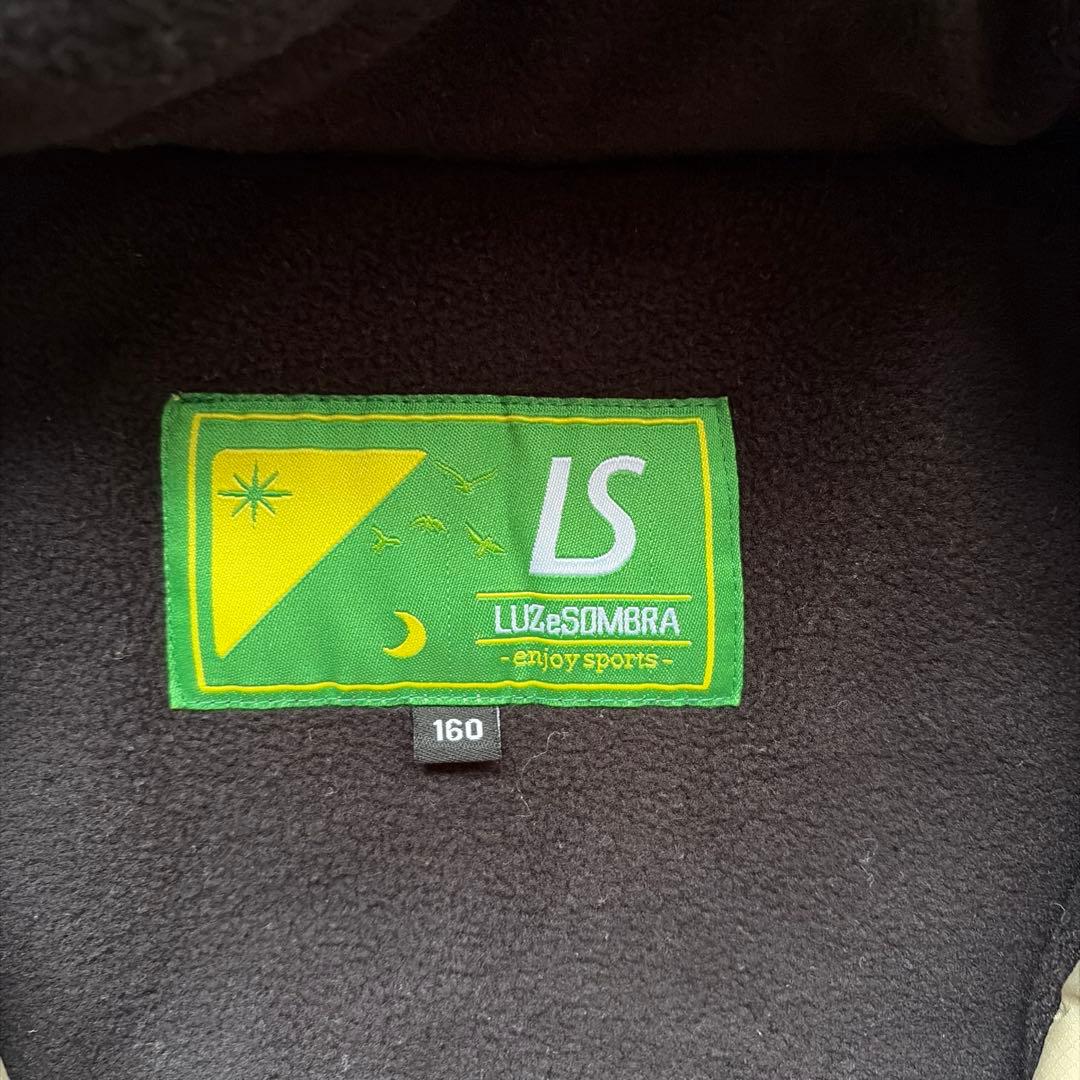 LS
LUZeSOMBRA
-enjoy sports-
160